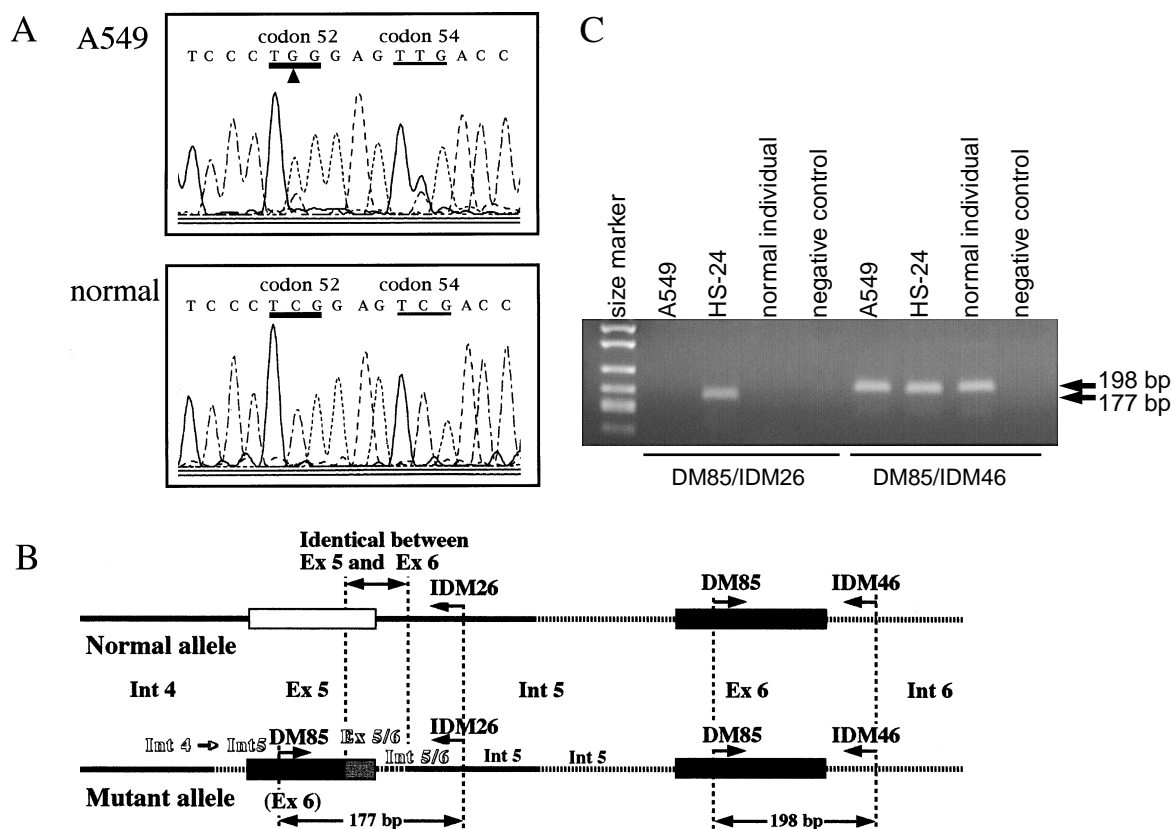 A
A549
codon 52 codon 54
T C C C T G G G A G T T G A C C
normal
codon 52 codon 54
T C C C T C G G A G T C G A C C
C
size marker
A549
HS-24
normal individual
negative control
A549
HS-24
normal individual
negative control
198 bp
177 bp
DM85/IDM26
DM85/IDM46
B
Identical between
Ex 5 and Ex 6
IDM26
DM85
IDM46
Normal allele
Int 4
Ex 5
Int 5
Ex 6
Int 6
Int 4 → Int5
DM85
Ex 5/6
IDM26
Int 5/6
Int 5
Int 5
DM85
IDM46
Mutant allele
(Ex 6)
177 bp
198 bp